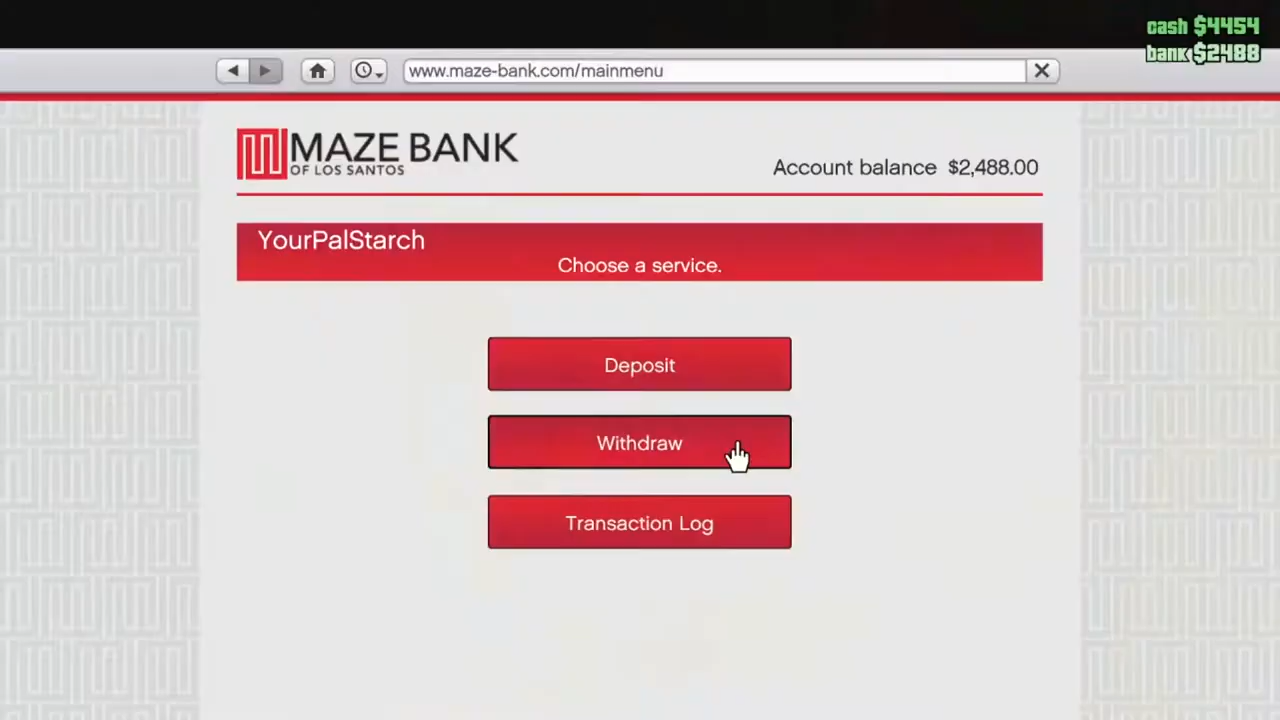 cash $4454
bank $2488
www.maze-bank.com/mainmenu
MAZE BANK
OF LOS SANTOS
Account balance $2,488.00
YourPalStarch
Choose a service.
Deposit
Withdraw
Transaction Log